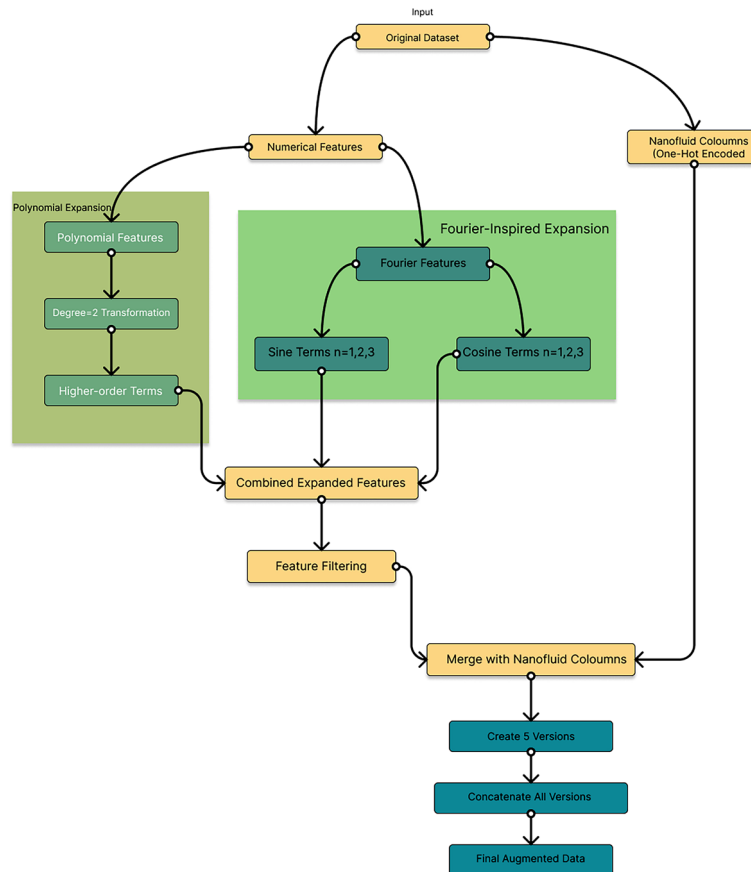 Input
Original Dataset
Numerical Features
Nanofluid Coloumns
(One-Hot Encoded
Polynomial Expansion
Polynomial Features
Degree=2 Transformation
Higher-order Terms
Fourier-Inspired Expansion
Fourier Features
Sine Terms n=1,2,3
Cosine Terms n=1,2,3
Combined Expanded Features
Feature Filtering
Merge with Nanofluid Coloumns
Create 5 Versions
Concatenate All Versions
Final Augmented Data